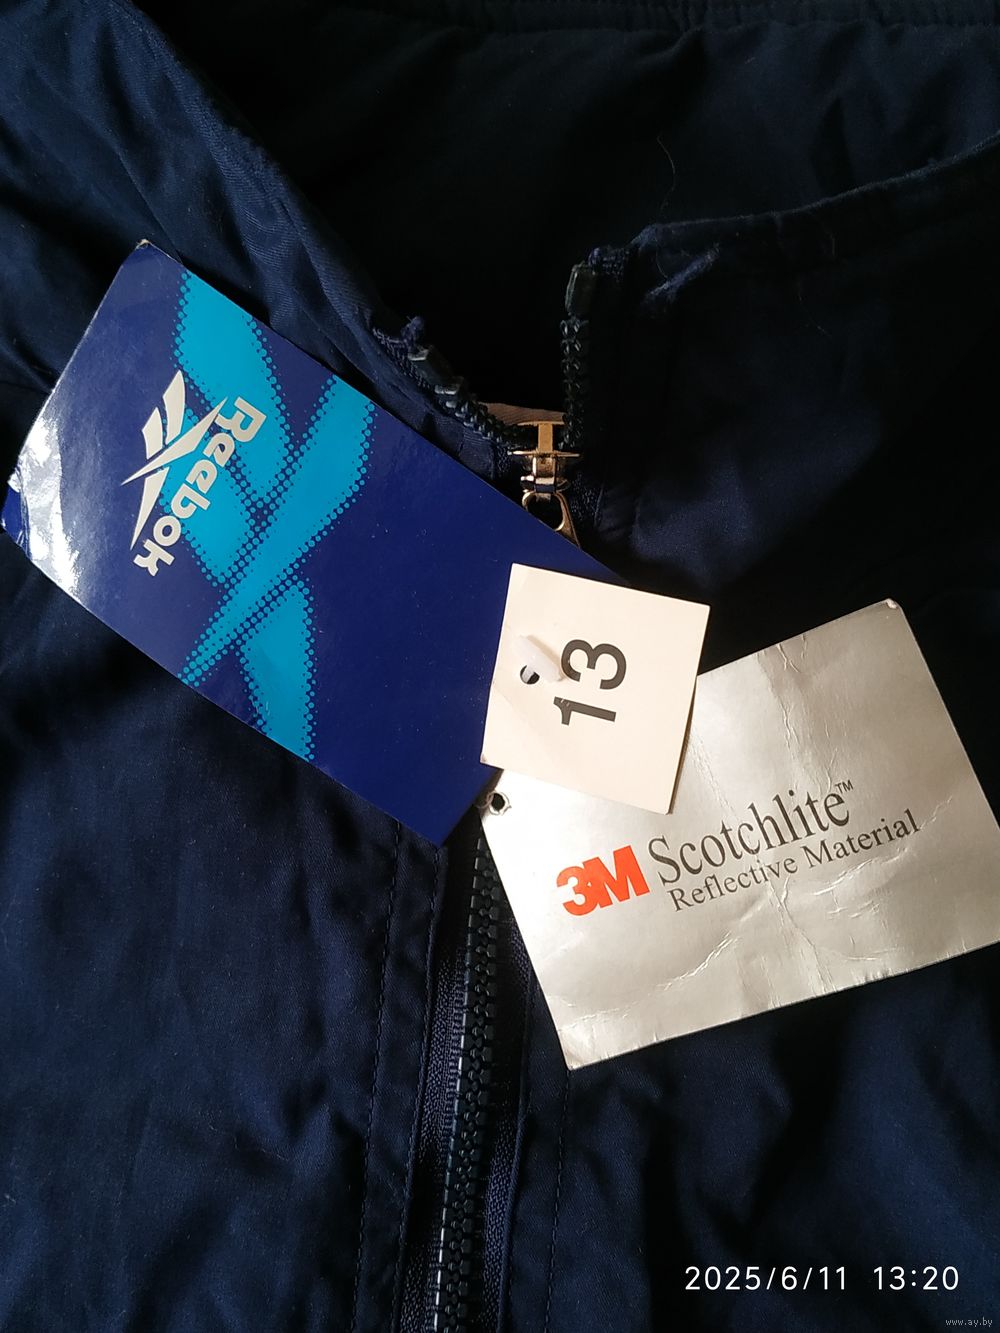 Reebok
13
3M Scotchlite™
Reflective Material
2025/6/11 13:20
www.ay.by